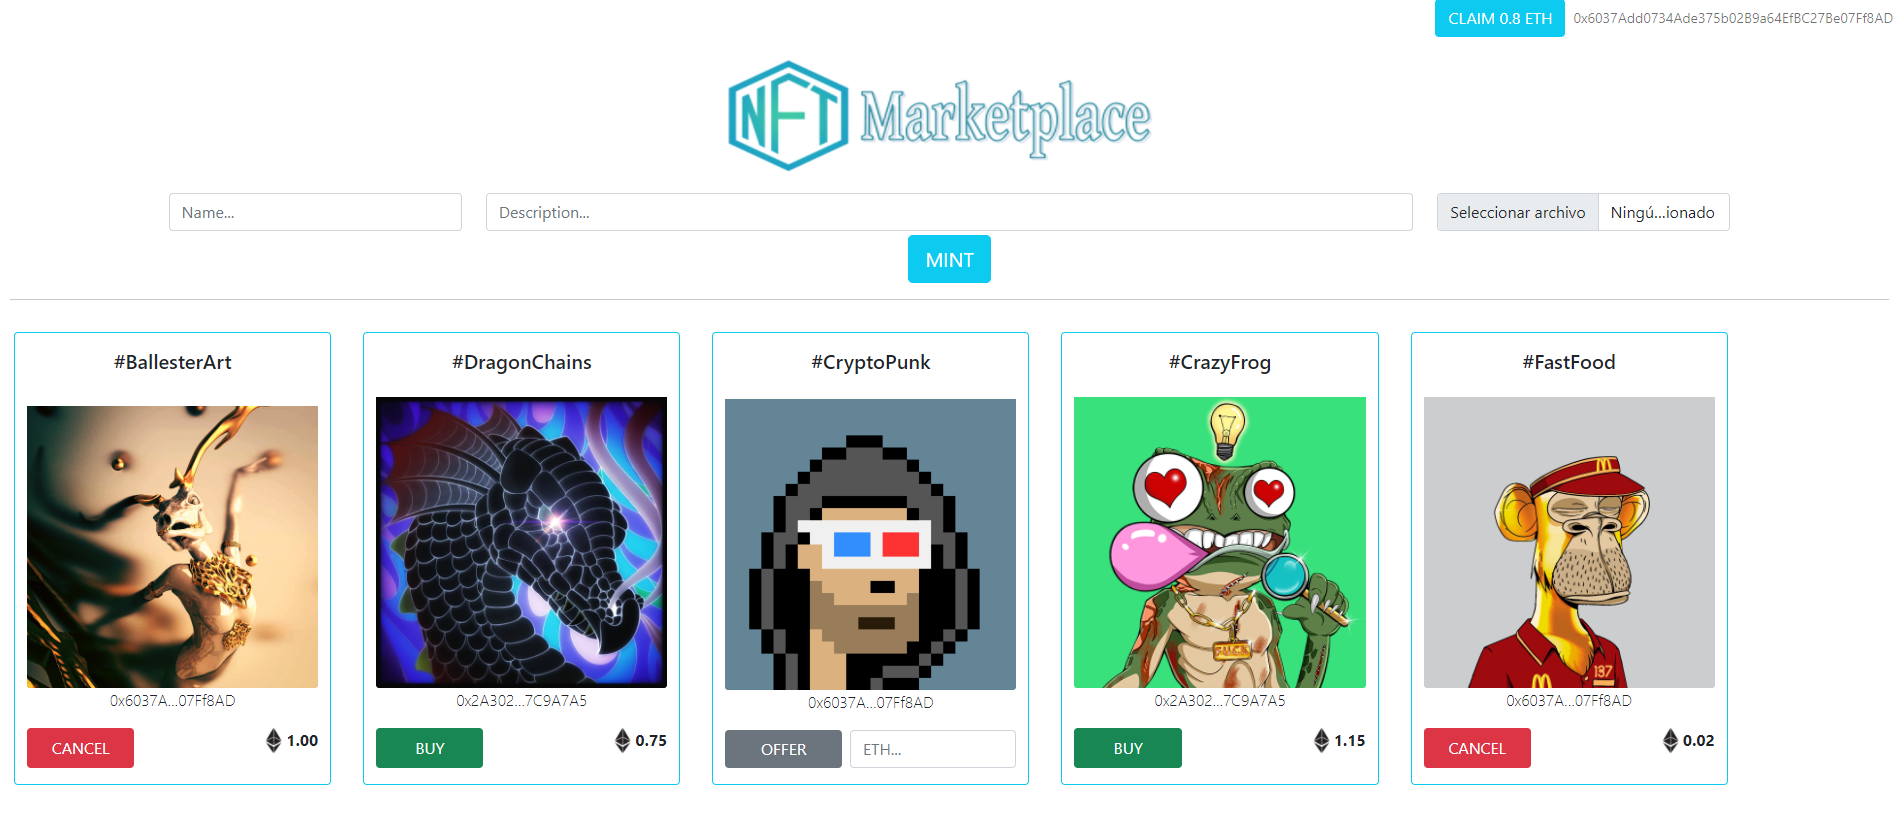 CLAIM 0.8 ETH 0x6037Add0734Ade375b02B9a64EfBC27Be07Ff8AD
NFT Marketplace
Name... Description... Seleccionar archivo Ningú...ionado
MINT
#BallesterArt
0x6037A...07Ff8AD
CANCEL 1.00
#DragonChains
0x2A302...7C9A7A5
BUY 0.75
#CryptoPunk
0x6037A...07Ff8AD
OFFER ETH...
#CrazyFrog
FUCK
0x2A302...7C9A7A5
BUY 1.15
#FastFood
197
0x6037A...07Ff8AD
CANCEL 0.02